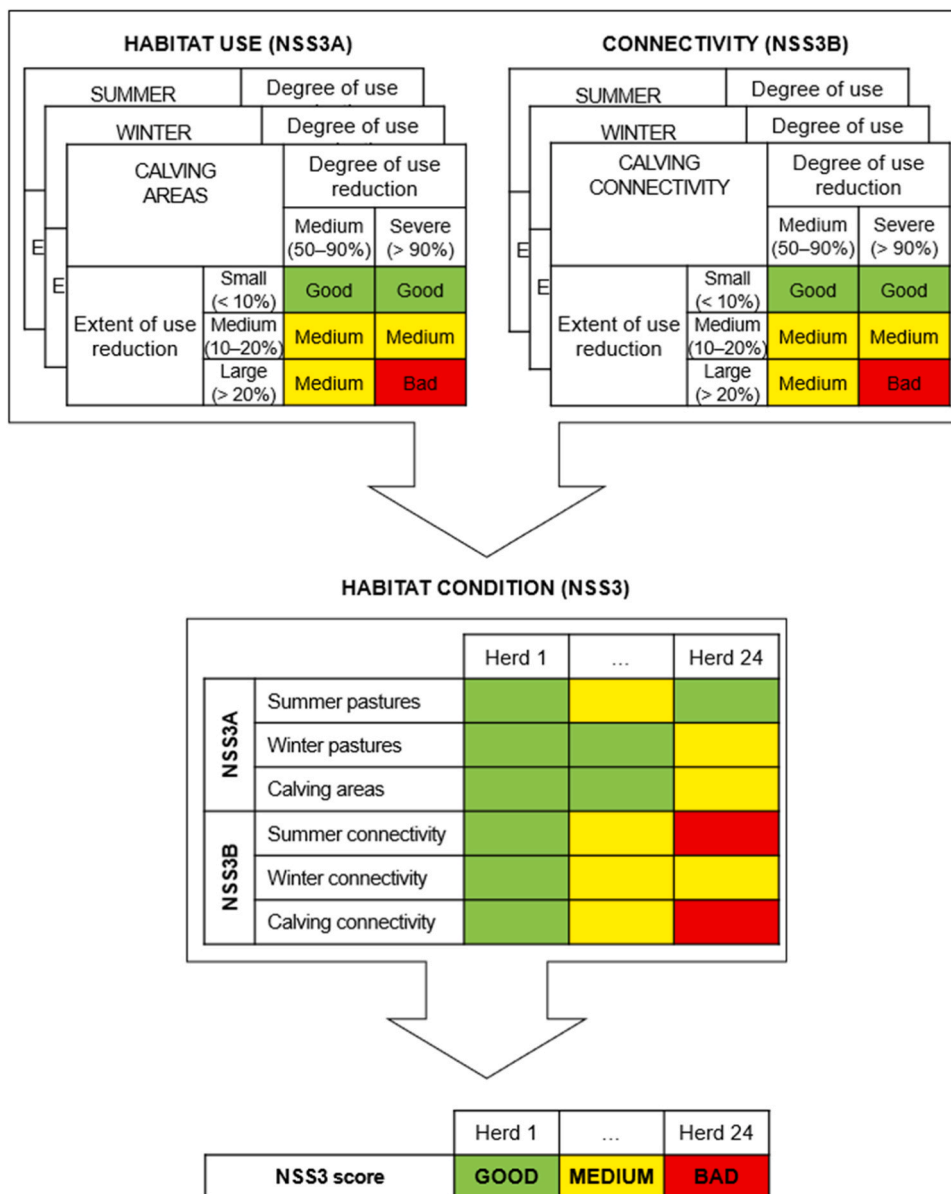 HABITAT USE (NSS3A)
SUMMER
Degree of use
WINTER
Degree of use
CALVING
AREAS
Degree of use
reduction
Medium
(50–90%)
Severe
(> 90%)
E
E
Extent of use
reduction
Small
(< 10%)
Good
Good
Medium
(10–20%)
Medium
Medium
Large
(> 20%)
Medium
Bad
CONNECTIVITY (NSS3B)
SUMMER
Degree of use
WINTER
Degree of use
CALVING
CONNECTIVITY
Degree of use
reduction
Medium
(50–90%)
Severe
(> 90%)
E
E
Extent of use
reduction
Small
(< 10%)
Good
Good
Medium
(10–20%)
Medium
Medium
Large
(> 20%)
Medium
Bad
HABITAT CONDITION (NSS3)
Herd 1
...
Herd 24
NSS3A
Summer pastures
Winter pastures
Calving areas
NSS3B
Summer connectivity
Winter connectivity
Calving connectivity
Herd 1
...
Herd 24
NSS3 score
GOOD
MEDIUM
BAD